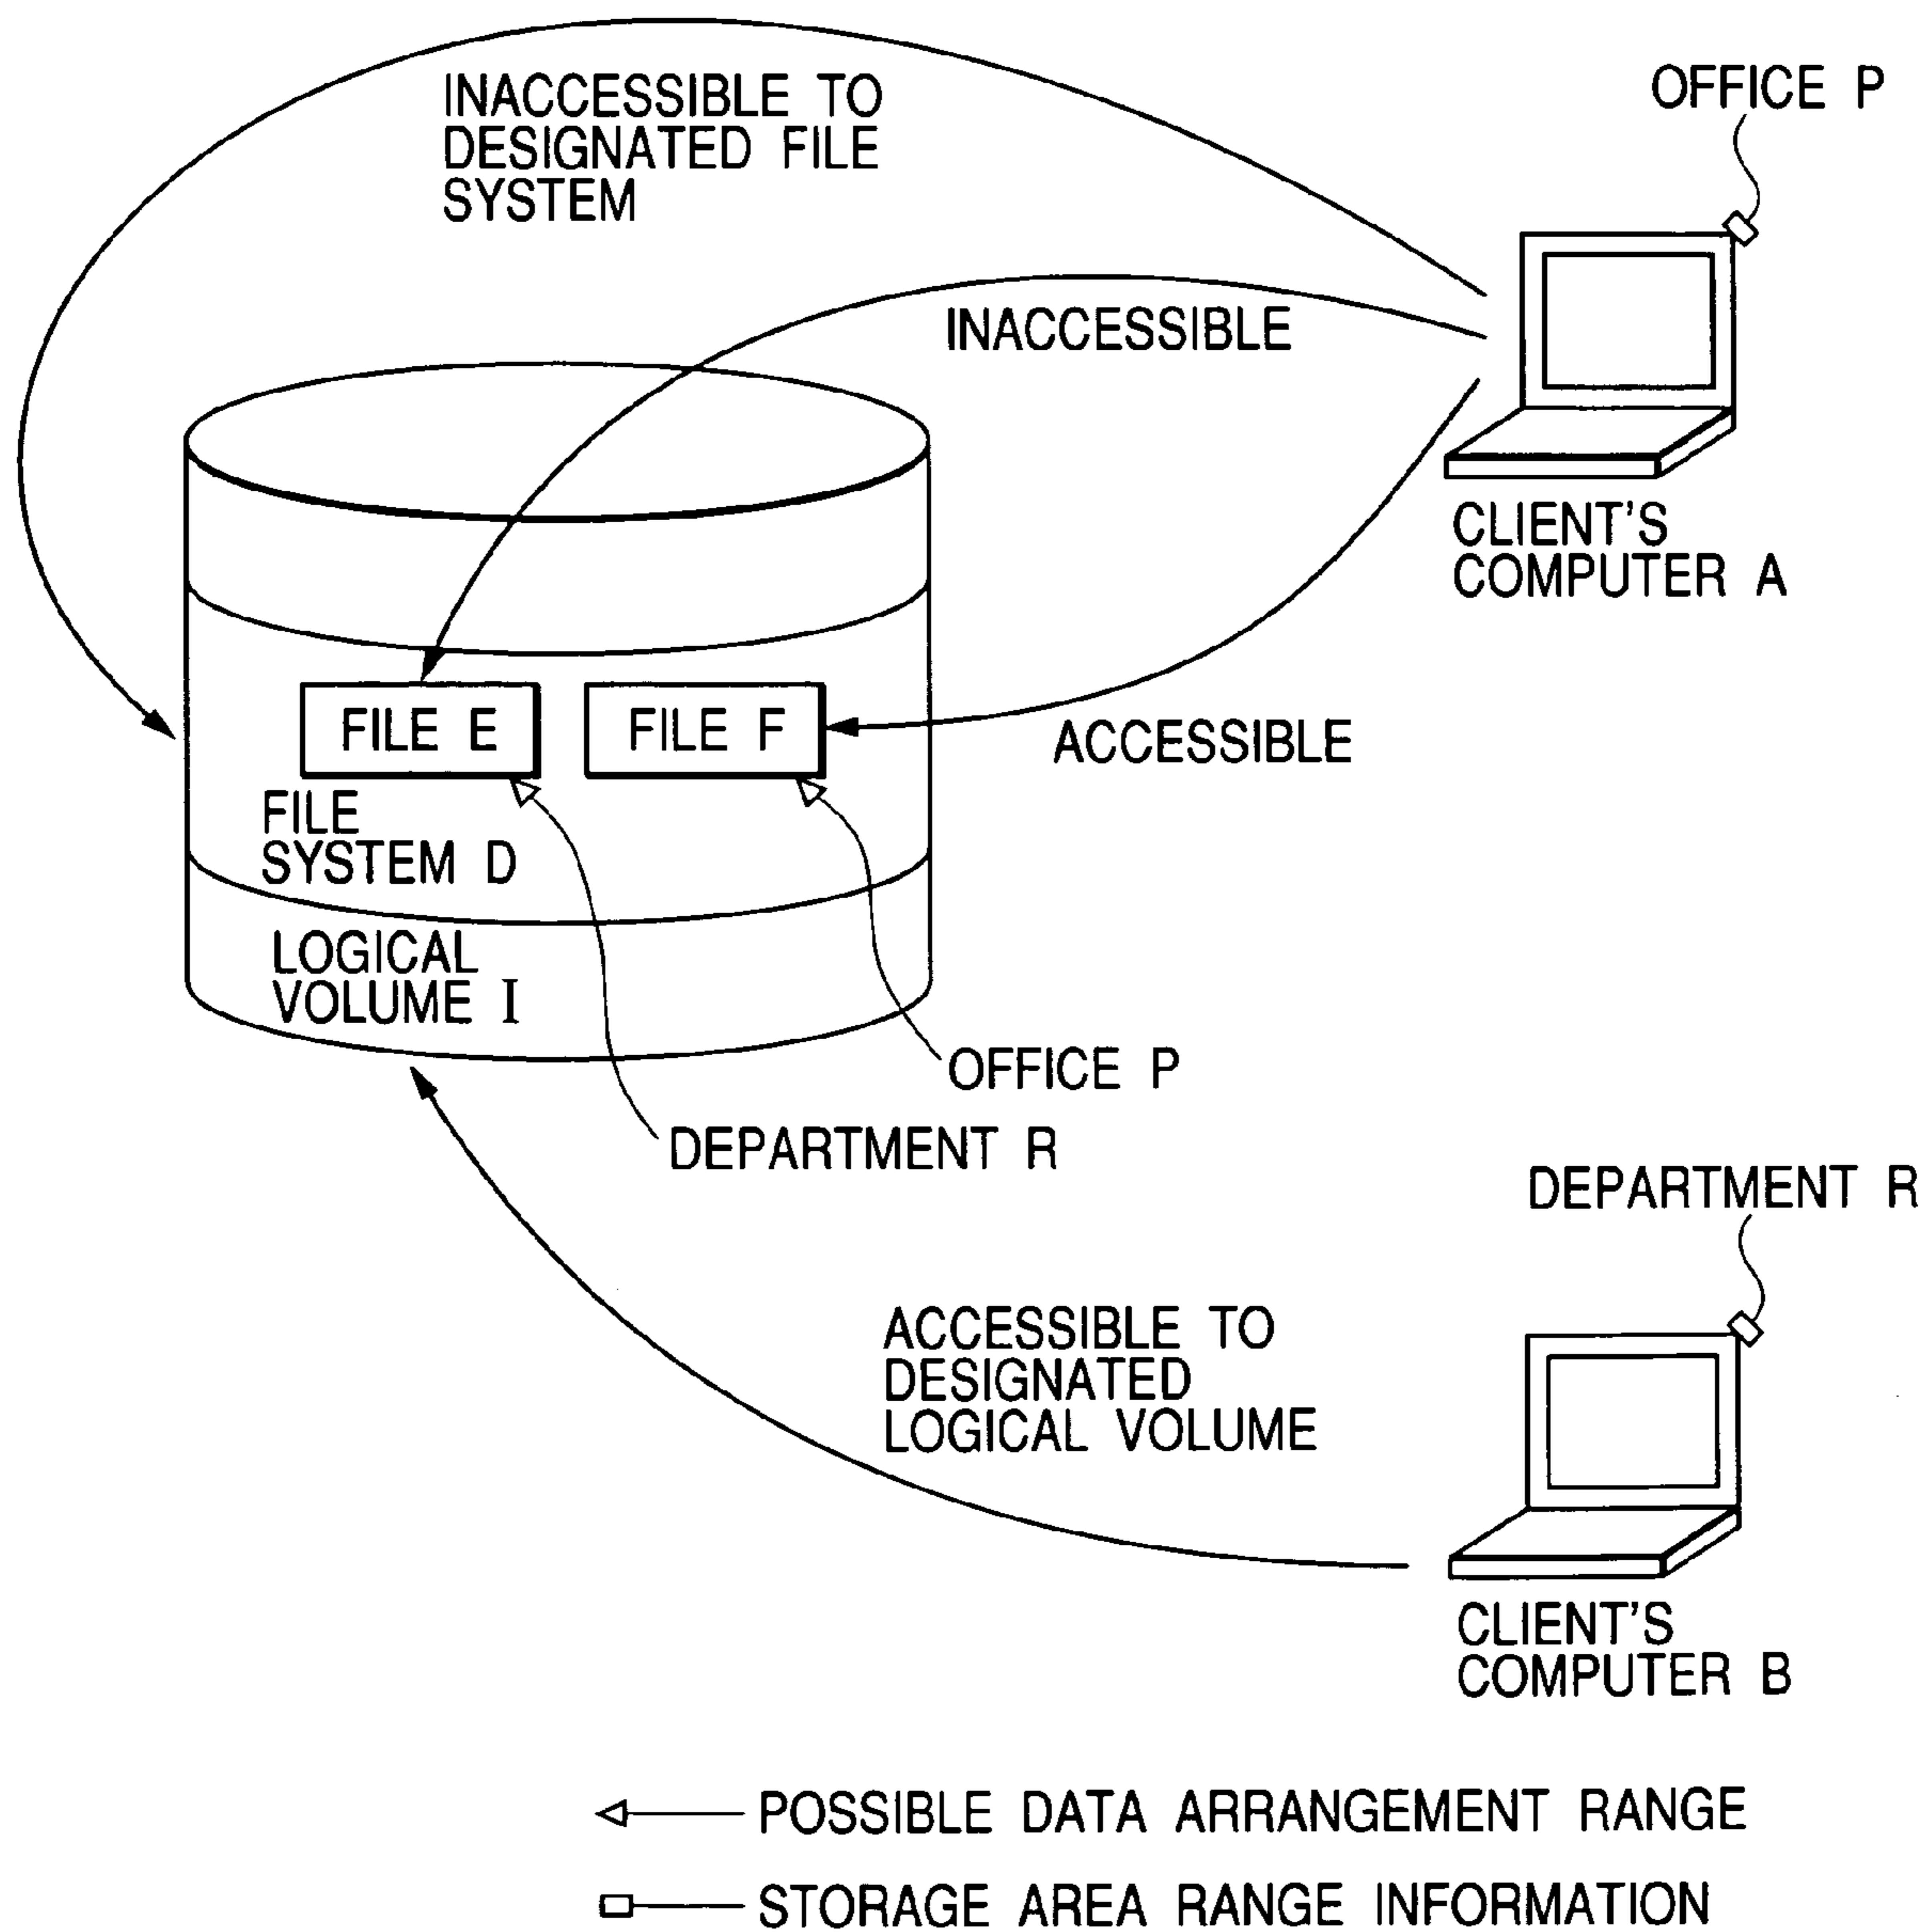 INACCESSIBLE TO
DESIGNATED FILE
SYSTEM
OFFICE P
INACCESSIBLE
CLIENT'S
COMPUTER A
FILE E
FILE F
ACCESSIBLE
FILE
SYSTEM D
LOGICAL
VOLUME I
OFFICE P
DEPARTMENT R
DEPARTMENT R
ACCESSIBLE TO
DESIGNATED
LOGICAL VOLUME
CLIENT'S
COMPUTER B
POSSIBLE DATA ARRANGEMENT RANGE
STORAGE AREA RANGE INFORMATION